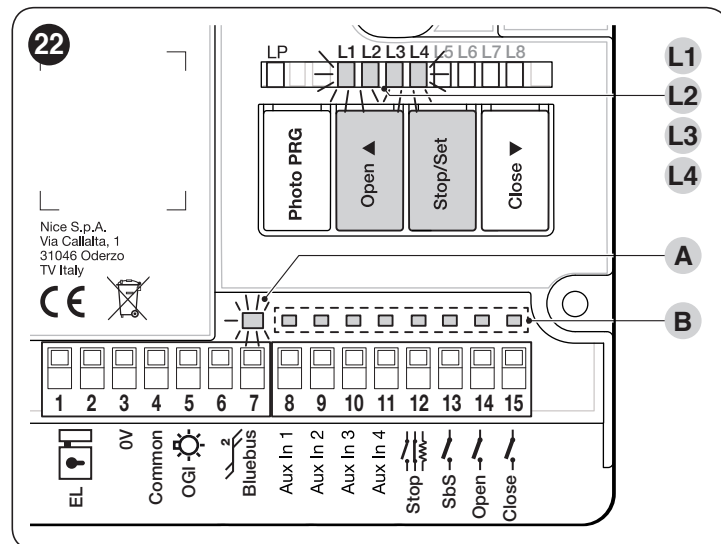 22
LP L1 L2 L3 L4 L5 L6 L7 L8
L1
L2
L3
L4
Photo PRG
Open ▲
Stop/Set
Close ▼
Nice S.p.A.
Via Callalta, 1
31046 Oderzo
TV Italy
CE
A
B
1 2 3 4 5 6 7 8 9 10 11 12 13 14 15
EL
0V
Common
OGI
2
Bluebus
Aux In 1
Aux In 2
Aux In 3
Aux In 4
Stop
SbS
Open
Close